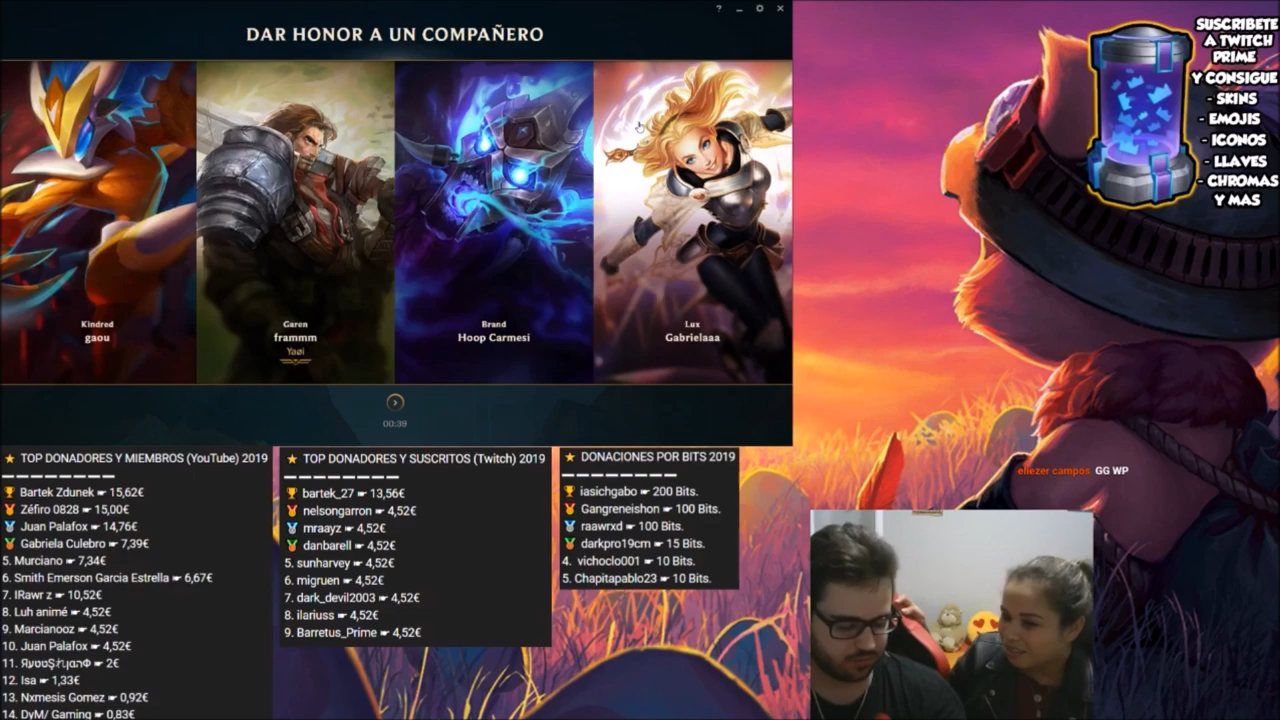 DAR HONOR A UN COMPAÑERO
Kindred
gaou
Garen
frammm
Yaøi
Brand
Hoop Carmesi
Lux
Gabrielaaa
00:39
SUSCRIBETE
A TWITCH
PRIME
Y CONSIGUE
- SKINS
- EMOJIS
- ICONOS
- LLAVES
- CHROMAS
Y MAS
eliezer campos GG WP
★ TOP DONADORES Y MIEMBROS (YouTube) 2019
————————
🏆 Bartek Zdunek ☛ 15,62€
🥇 Zéfiro 0828 ☛ 15,00€
🥈 Juan Palafox ☛ 14,76€
🥉 Gabriela Culebro ☛ 7,39€
5. Murciano ☛ 7,34€
6. Smith Emerson Garcia Estrella ☛ 6,67€
7. IRawr z ☛ 10,52€
8. Luh animé ☛ 4,52€
9. Marcianooz ☛ 4,52€
10. Juan Palafox ☛ 4,52€
11. ☛ 2€
12. Isa ☛ 1,33€
13. Nxmesis Gomez ☛ 0,92€
14. DyM/ Gaming ☛ 0,83€
★ TOP DONADORES Y SUSCRITOS (Twitch) 2019
————————
🏆 bartek_27 ☛ 13,56€
🥇 nelsongarron ☛ 4,52€
🥈 mraayz ☛ 4,52€
🥉 danbarell ☛ 4,52€
5. sunharvey ☛ 4,52€
6. migruen ☛ 4,52€
7. dark_devil2003 ☛ 4,52€
8. ilariuss ☛ 4,52€
9. Barretus_Prime ☛ 4,52€
★ DONACIONES POR BITS 2019
————————
🏆 iasichgabo ☛ 200 Bits.
🥇 Gangreneishon ☛ 100 Bits.
🥈 raawrxd ☛ 100 Bits.
🥉 darkpro19cm ☛ 15 Bits.
4. vichoclo001 ☛ 10 Bits.
5. Chapitapablo23 ☛ 10 Bits.